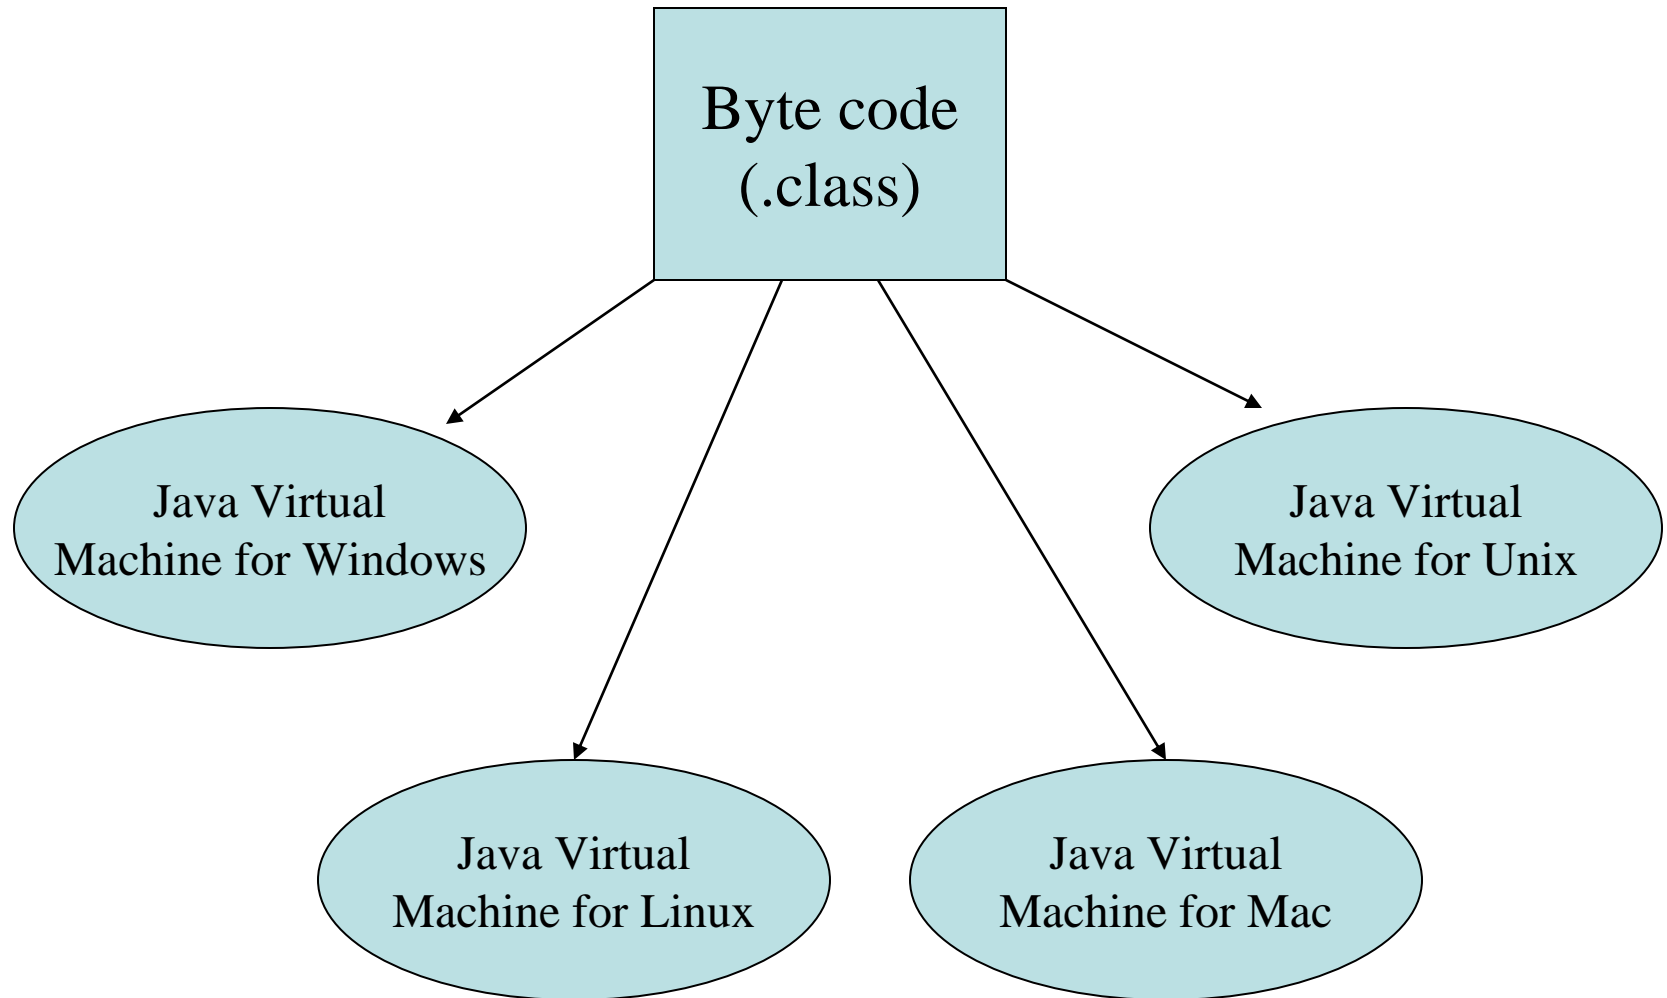 Byte code
(.class)
Java Virtual
Machine for Windows
Java Virtual
Machine for Unix
Java Virtual
Machine for Linux
Java Virtual
Machine for Mac